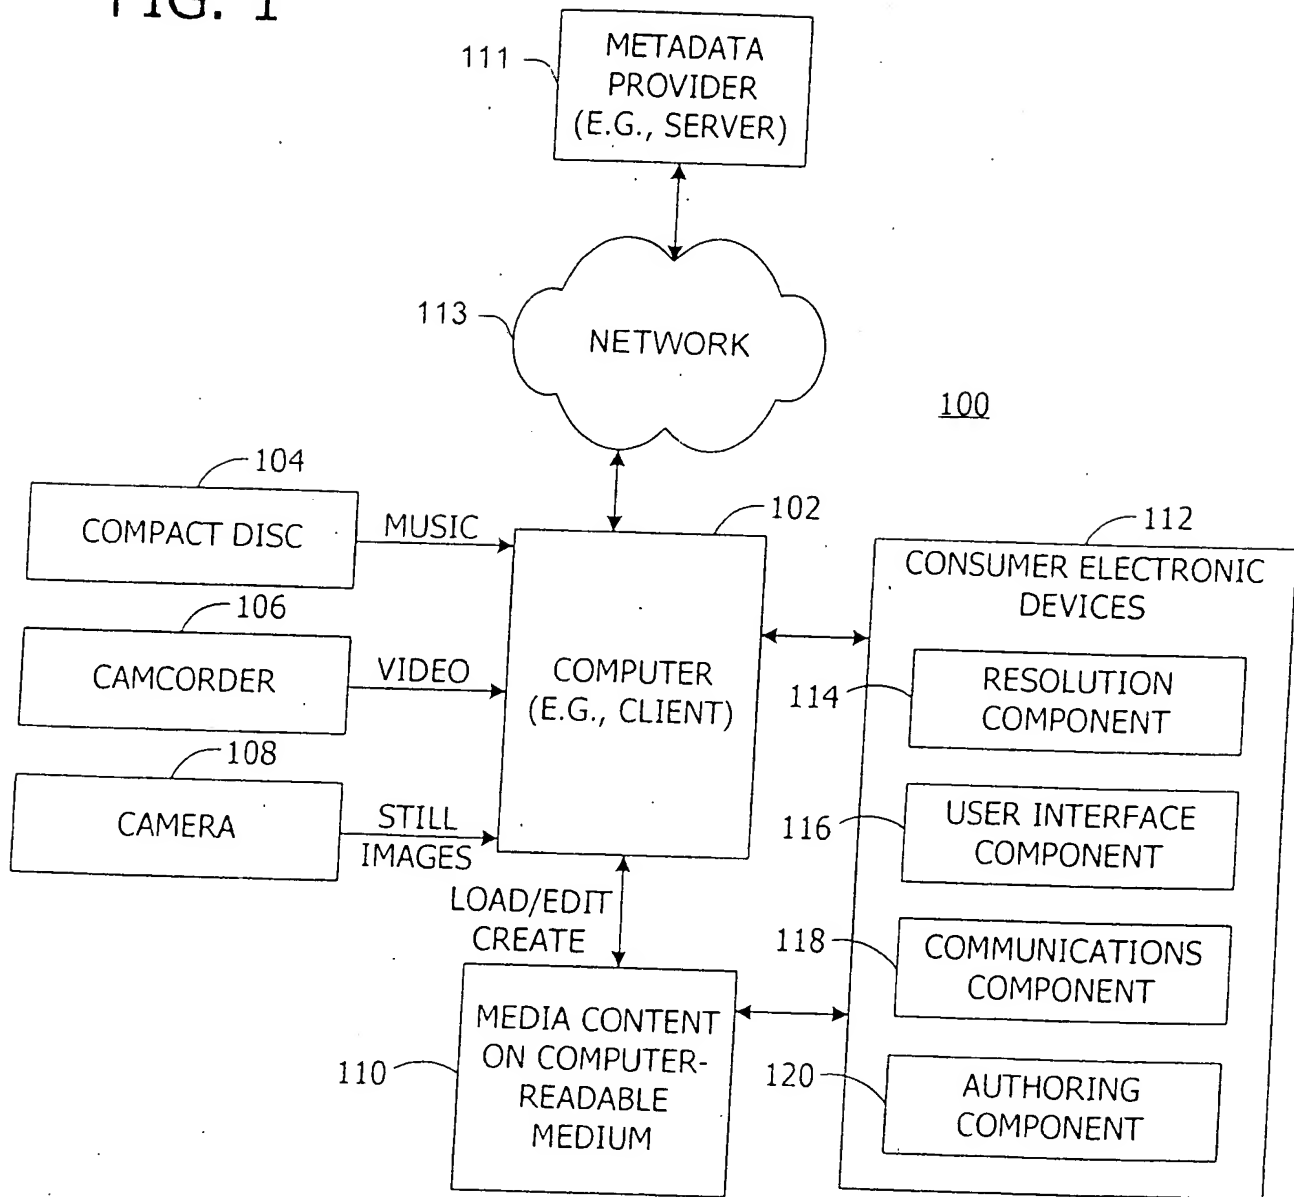 FIG. 1
111
METADATA
PROVIDER
(E.G., SERVER)
113
NETWORK
100
104
COMPACT DISC
MUSIC
102
COMPUTER
(E.G., CLIENT)
106
CAMCORDER
VIDEO
108
CAMERA
STILL
IMAGES
LOAD/EDIT
CREATE
110
MEDIA CONTENT
ON COMPUTER-
READABLE
MEDIUM
112
CONSUMER ELECTRONIC
DEVICES
114
RESOLUTION
COMPONENT
116
USER INTERFACE
COMPONENT
118
COMMUNICATIONS
COMPONENT
120
AUTHORING
COMPONENT